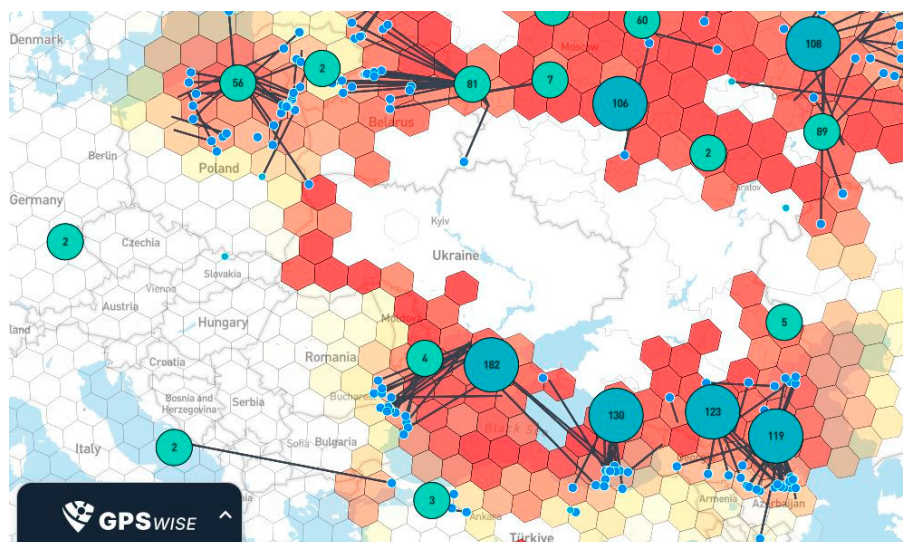 Denmark
60
Moscow
108
56
2
81
7
106
Belarus
89
2
Berlin
Poland
Germany
Saratov
Kyiv
2
Czechia
Ukraine
Slovakia
Vienna
Austria
Hungary
Moldova
5
Romania
4
182
Croatia
Bosnia and
Herzegovina
Serbia
Bucharest
130
123
119
Italy
2
Sofia
Bulgaria
Black Sea
Armenia
Azerbaijan
3
Ankara
Türkiye
GPSWISE